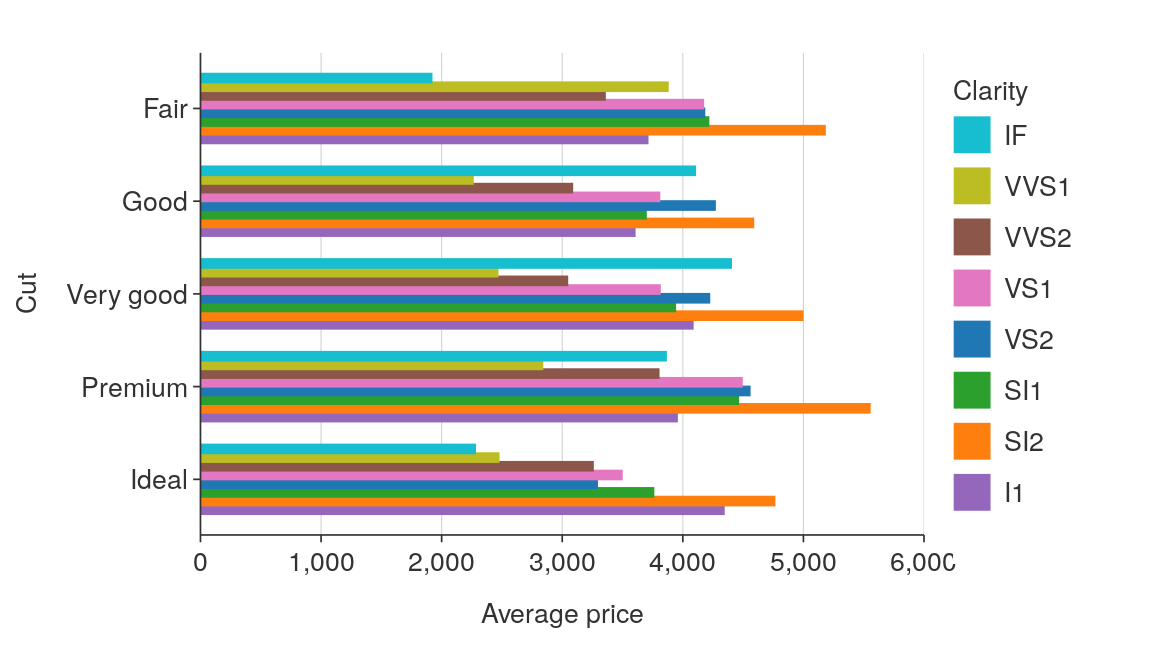 Fair
Good
Very good
Premium
Ideal
Cut
0 1,000 2,000 3,000 4,000 5,000 6,000
Average price
Clarity
IF
VVS1
VVS2
VS1
VS2
SI1
SI2
I1